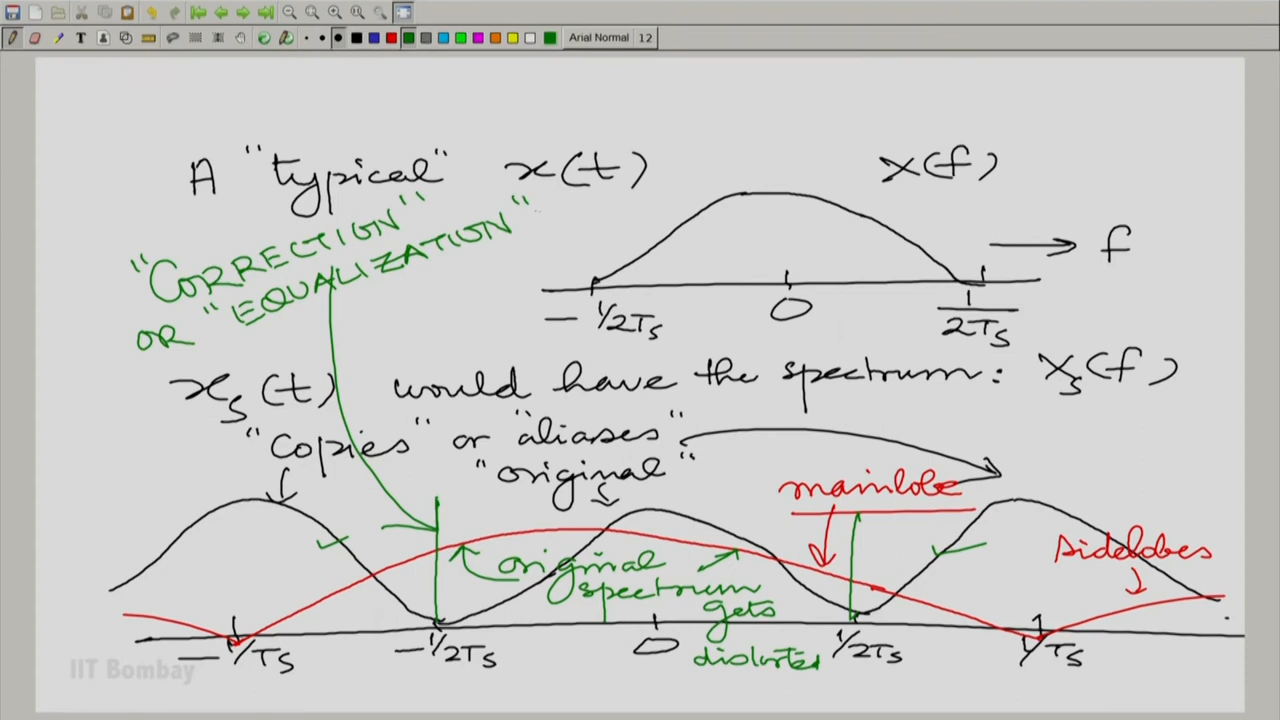 Arial Normal 12
A "typical" x(t) X(f)
"CORRECTION"
OR "EQUALIZATION"
f
- 1/2Ts 0 1/2Ts
xs(t) would have the spectrum: Xs(f)
"Copies" or "aliases"
"original"
mainlobe
sidelobes
original
spectrum
gets
distorted
-1/Ts -1/2Ts 0 1/2Ts 1/Ts
IIT Bombay